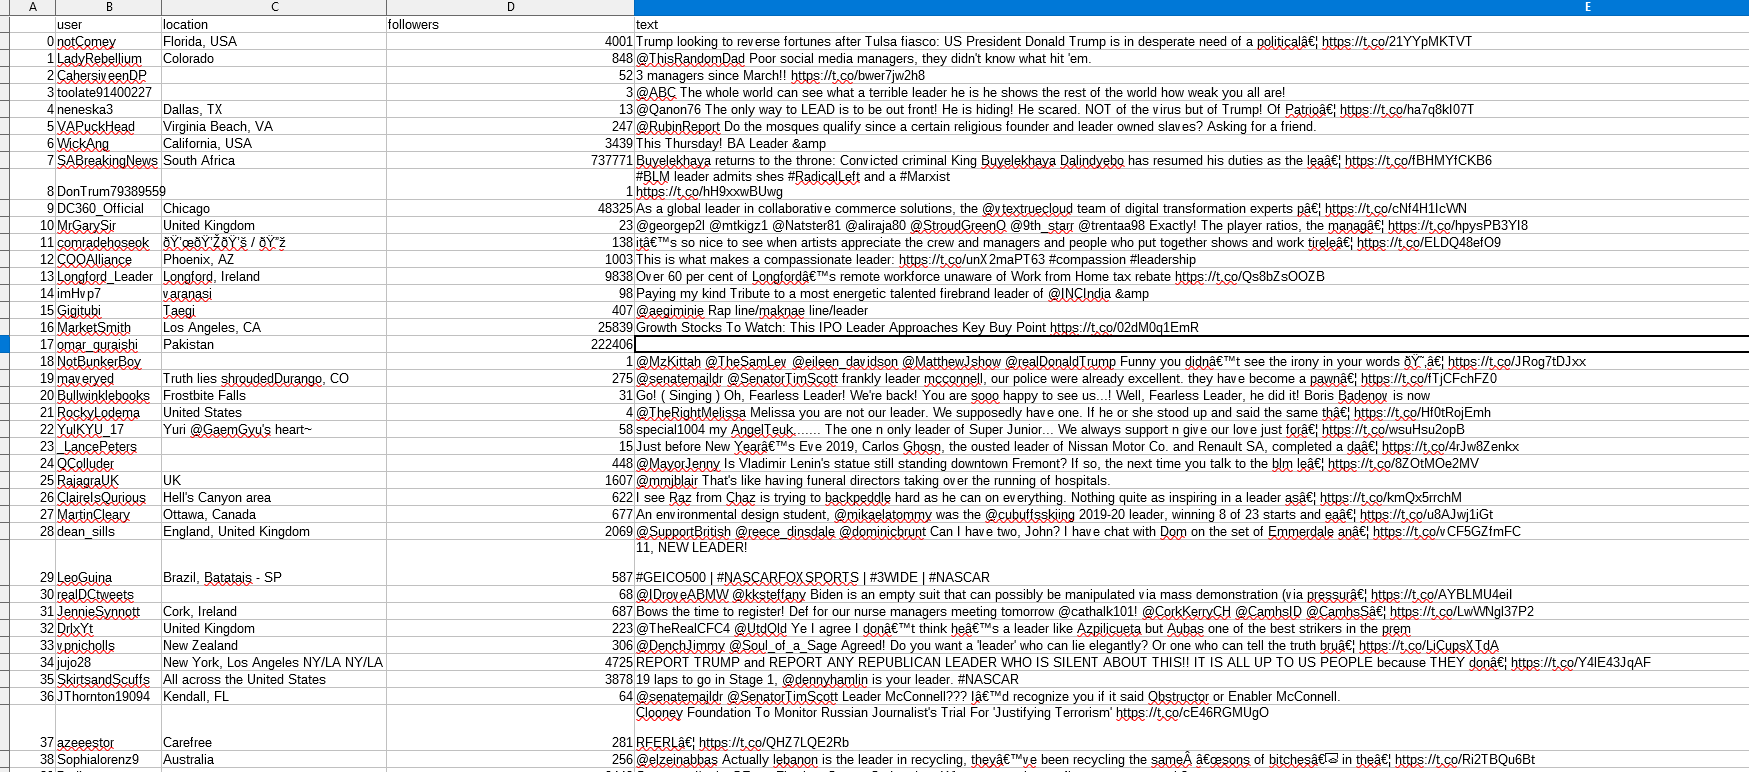 A B C D E
user location followers text
0 notComey Florida, USA 4001 Trump looking to reverse fortunes after Tulsa fiasco: US President Donald Trump is in desperate need of a politicalâ€¦ https://t.co/21YYpMKTVT
1 LadyRebellium Colorado 848 @ThisRandomDad Poor social media managers, they didn't know what hit 'em.
2 CahersiveenDP 52 3 managers since March!! https://t.co/bwer7jw2h8
3 toolate91400227 3 @ABC The whole world can see what a terrible leader he is he shows the rest of the world how weak you all are!
4 neneska3 Dallas, TX 13 @Qanon76 The only way to LEAD is to be out front! He is hiding! He scared. NOT of the virus but of Trump! Of Patrioâ€¦ https://t.co/ha7q8kI07T
5 VAPuckHead Virginia Beach, VA 247 @RubinReport Do the mosques qualify since a certain religious founder and leader owned slaves? Asking for a friend.
6 WickAng California, USA 3439 This Thursday! BA Leader &amp
7 SABreakingNews South Africa 737771 Buyelekhaya returns to the throne: Convicted criminal King Buyelekhaya Dalindyebo has resumed his duties as the leaâ€¦ https://t.co/fBHMYfCKB6
#BLM leader admits shes #RadicalLeft and a #Marxist
8 DonTrum79389559 1 https://t.co/hH9xxwBUwg
9 DC360_Official Chicago 48325 As a global leader in collaborative commerce solutions, the @vtextruecloud team of digital transformation experts pâ€¦ https://t.co/cNf4H1IcWN
10 MrGarySir United Kingdom 23 @georgep2l @mtkigz1 @Natster81 @aliraja80 @StroudGreenO @9th_starr @trentaa98 Exactly! The player ratios, the managâ€¦ https://t.co/hpysPB3YI8
11 comradehoseok ðŸ'œðŸ'ŽðŸ'š / ðŸ"ž 138 itâ€™s so nice to see when artists appreciate the crew and managers and people who put together shows and work tireleâ€¦ https://t.co/ELDQ48efO9
12 COOAlliance Phoenix, AZ 1003 This is what makes a compassionate leader: https://t.co/unX2maPT63 #compassion #leadership
13 Longford_Leader Longford, Ireland 9838 Over 60 per cent of Longfordâ€™s remote workforce unaware of Work from Home tax rebate https://t.co/Qs8bZsOOZB
14 imHvp7 varanasi 98 Paying my kind Tribute to a most energetic talented firebrand leader of @INCIndia &amp
15 Gigitubi Taegi 407 @aegiminie Rap line/maknae line/leader
16 MarketSmith Los Angeles, CA 25839 Growth Stocks To Watch: This IPO Leader Approaches Key Buy Point https://t.co/02dM0q1EmR
17 omar_quraishi Pakistan 222406
18 NotBunkerBoy 1 @MzKittah @TheSamLev @eileen_davidson @MatthewJshow @realDonaldTrump Funny you didnâ€™t see the irony in your words ðŸ˜‚â€¦ https://t.co/JRog7tDJxx
19 maveryed Truth lies shroudedDurango, CO 275 @senatemajldr @SenatorTimScott frankly leader mcconnell, our police were already excellent. they have become a pawnâ€¦ https://t.co/fTjCFchFZ0
20 Bullwinklebooks Frostbite Falls 31 Go! ( Singing ) Oh, Fearless Leader! We're back! You are sooo happy to see us...! Well, Fearless Leader, he did it! Boris Badenov is now
21 RockyLodema United States 4 @TheRightMelissa Melissa you are not our leader. We supposedly have one. If he or she stood up and said the same thâ€¦ https://t.co/Hf0tRojEmh
22 YulKYU_17 Yuri @GaemGyu's heart~ 58 special1004 my AngelTeuk....... The one n only leader of Super Junior... We always support n give our love just forâ€¦ https://t.co/wsuHsu2opB
23 _LancePeters 15 Just before New Yearâ€™s Eve 2019, Carlos Ghosn, the ousted leader of Nissan Motor Co. and Renault SA, completed a daâ€¦ https://t.co/4rJw8Zenkx
24 QColluder 448 @MayorJenny Is Vladimir Lenin's statue still standing downtown Fremont? If so, the next time you talk to the blm leâ€¦ https://t.co/8ZOtMOe2MV
25 RajagraUK UK 1607 @mmjblair That's like having funeral directors taking over the running of hospitals.
26 ClaireIsQurious Hell's Canyon area 622 I see Raz from Chaz is trying to backpeddle hard as he can on everything. Nothing quite as inspiring in a leader asâ€¦ https://t.co/kmQx5rrchM
27 MartinCleary Ottawa, Canada 677 An environmental design student, @mikaelatommy was the @cubuffsskiing 2019-20 leader, winning 8 of 23 starts and eaâ€¦ https://t.co/u8AJwj1iGt
28 dean_sills England, United Kingdom 2069 @SupportBritish @reece_dinsdale @dominicbrunt Can I have two, John? I have chat with Dom on the set of Emmerdale anâ€¦ https://t.co/vCF5GZfmFC
11, NEW LEADER!
29 LeoGuina Brazil, Batatais - SP 587 #GEICO500 | #NASCARFOXSPORTS | #3WIDE | #NASCAR
30 realDCtweets 68 @IDroveABMW @kksteffany Biden is an empty suit that can possibly be manipulated via mass demonstration (via pressurâ€¦ https://t.co/AYBLMU4eiI
31 JennieSymott Cork, Ireland 687 Bows the time to register! Def for our nurse managers meeting tomorrow @cathalk101! @CorkKerryCH @CamhsID @CamhsSâ€¦ https://t.co/LwWNgI37P2
32 DrlxYt United Kingdom 223 @TheRealCFC4 @UtdOld Ye I agree I donâ€™t think heâ€™s a leader like Azpilicueta but Aubas one of the best strikers in the prem
33 vpnicholls New Zealand 306 @DenchJimmy @Soul_of_a_Sage Agreed! Do you want a 'leader' who can lie elegantly? Or one who can tell the truth bruâ€¦ https://t.co/LiCupsXTdA
34 jujo28 New York, Los Angeles NY/LA NY/LA 4725 REPORT TRUMP and REPORT ANY REPUBLICAN LEADER WHO IS SILENT ABOUT THIS!! IT IS ALL UP TO US PEOPLE because THEY donâ€¦ https://t.co/Y4lE43JqAF
35 SkirtsandScuffs All across the United States 3878 19 laps to go in Stage 1, @dennyhamlin is your leader. #NASCAR
36 JThornton19094 Kendall, FL 64 @senatemajldr @SenatorTimScott Leader McConnell??? Iâ€™d recognize you if it said Obstructor or Enabler McConnell.
Clooney Foundation To Monitor Russian Journalist's Trial For 'Justifying Terrorism' https://t.co/cE46RGMUgO
37 azeeestor Carefree 281 RFERLâ€¦ https://t.co/QHZ7LQE2Rb
38 Sophialorenz9 Australia 256 @elzeinabbas Actually lebanon is the leader in recycling, theyâ€™ve been recycling the sameÂ â€œsons of bitchesâ€ in theâ€¦ https://t.co/Ri2TBQu6Bt